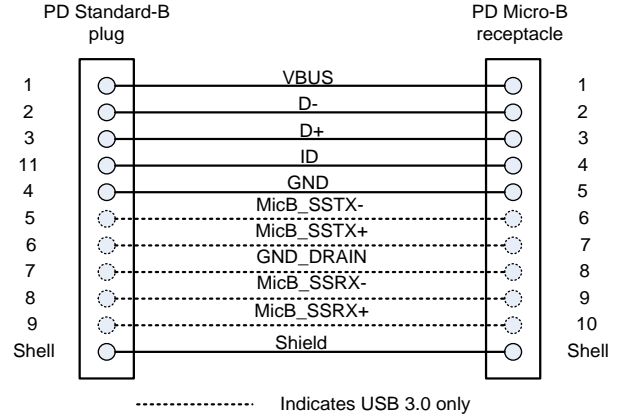 PD Standard-B plug
PD Micro-B receptacle
1 VBUS 1
2 D- 2
3 D+ 3
11 ID 4
4 GND 5
5 MicB_SSTX- 6
6 MicB_SSTX+ 7
7 GND_DRAIN 8
8 MicB_SSRX- 9
9 MicB_SSRX+ 10
Shell Shield Shell
Indicates USB 3.0 only